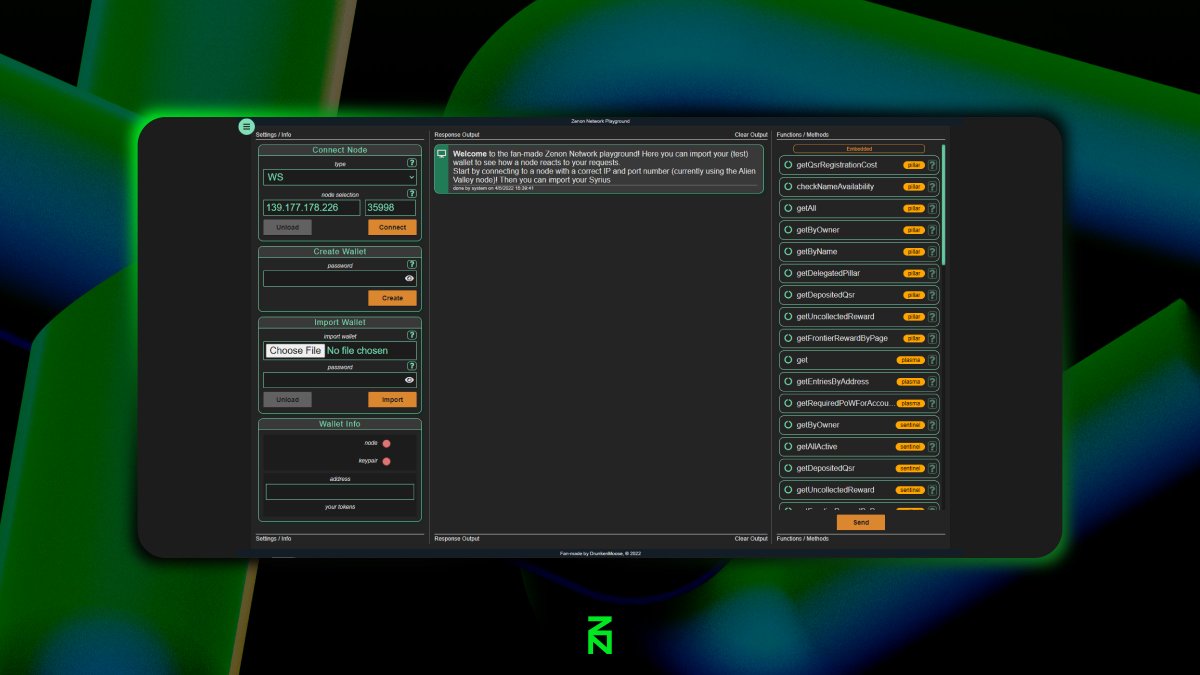 Zenon Network Playground
Settings / Info
Connect Node
type
?
WS
node selection
?
139.177.178.226
35998
Unload
Connect
Create Wallet
password
?
Create
Import Wallet
import wallet
?
Choose File No file chosen
password
?
Unload
Import
Wallet Info
node
keypair
address
your tokens
Settings / Info
Response Output
Clear Output
Welcome to the fan-made Zenon Network playground! Here you can import your (test)
wallet to see how a node reacts to your requests.
Start by connecting to a node with a correct IP and port number (currently using the Alien
Valley node)! Then you can import your Syrius
done by system on 4/5/2022 18:39:41
Response Output
Clear Output
Functions / Methods
Embedded
getQsrRegistrationCost pillar ?
checkNameAvailability pillar ?
getAll pillar ?
getByOwner pillar ?
getByName pillar ?
getDelegatedPillar pillar ?
getDepositedQsr pillar ?
getUncollectedReward pillar ?
getFrontierRewardByPage pillar ?
get plasma ?
getEntriesByAddress plasma ?
getRequiredPoWForAccou... plasma ?
getByOwner sentinel ?
getAllActive sentinel ?
getDepositedQsr sentinel ?
getUncollectedReward sentinel ?
Send
Functions / Methods
Fan-made by DrunkenMoose, © 2022